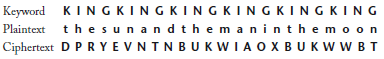 Keyword K I N G K I N G K I N G K I N G K I N G K I N G
Plaintext t h e s u n a n d t h e m a n i n t h e m o o n
Ciphertext D P R Y E V N T N B U K W I A O X B U K W W B T